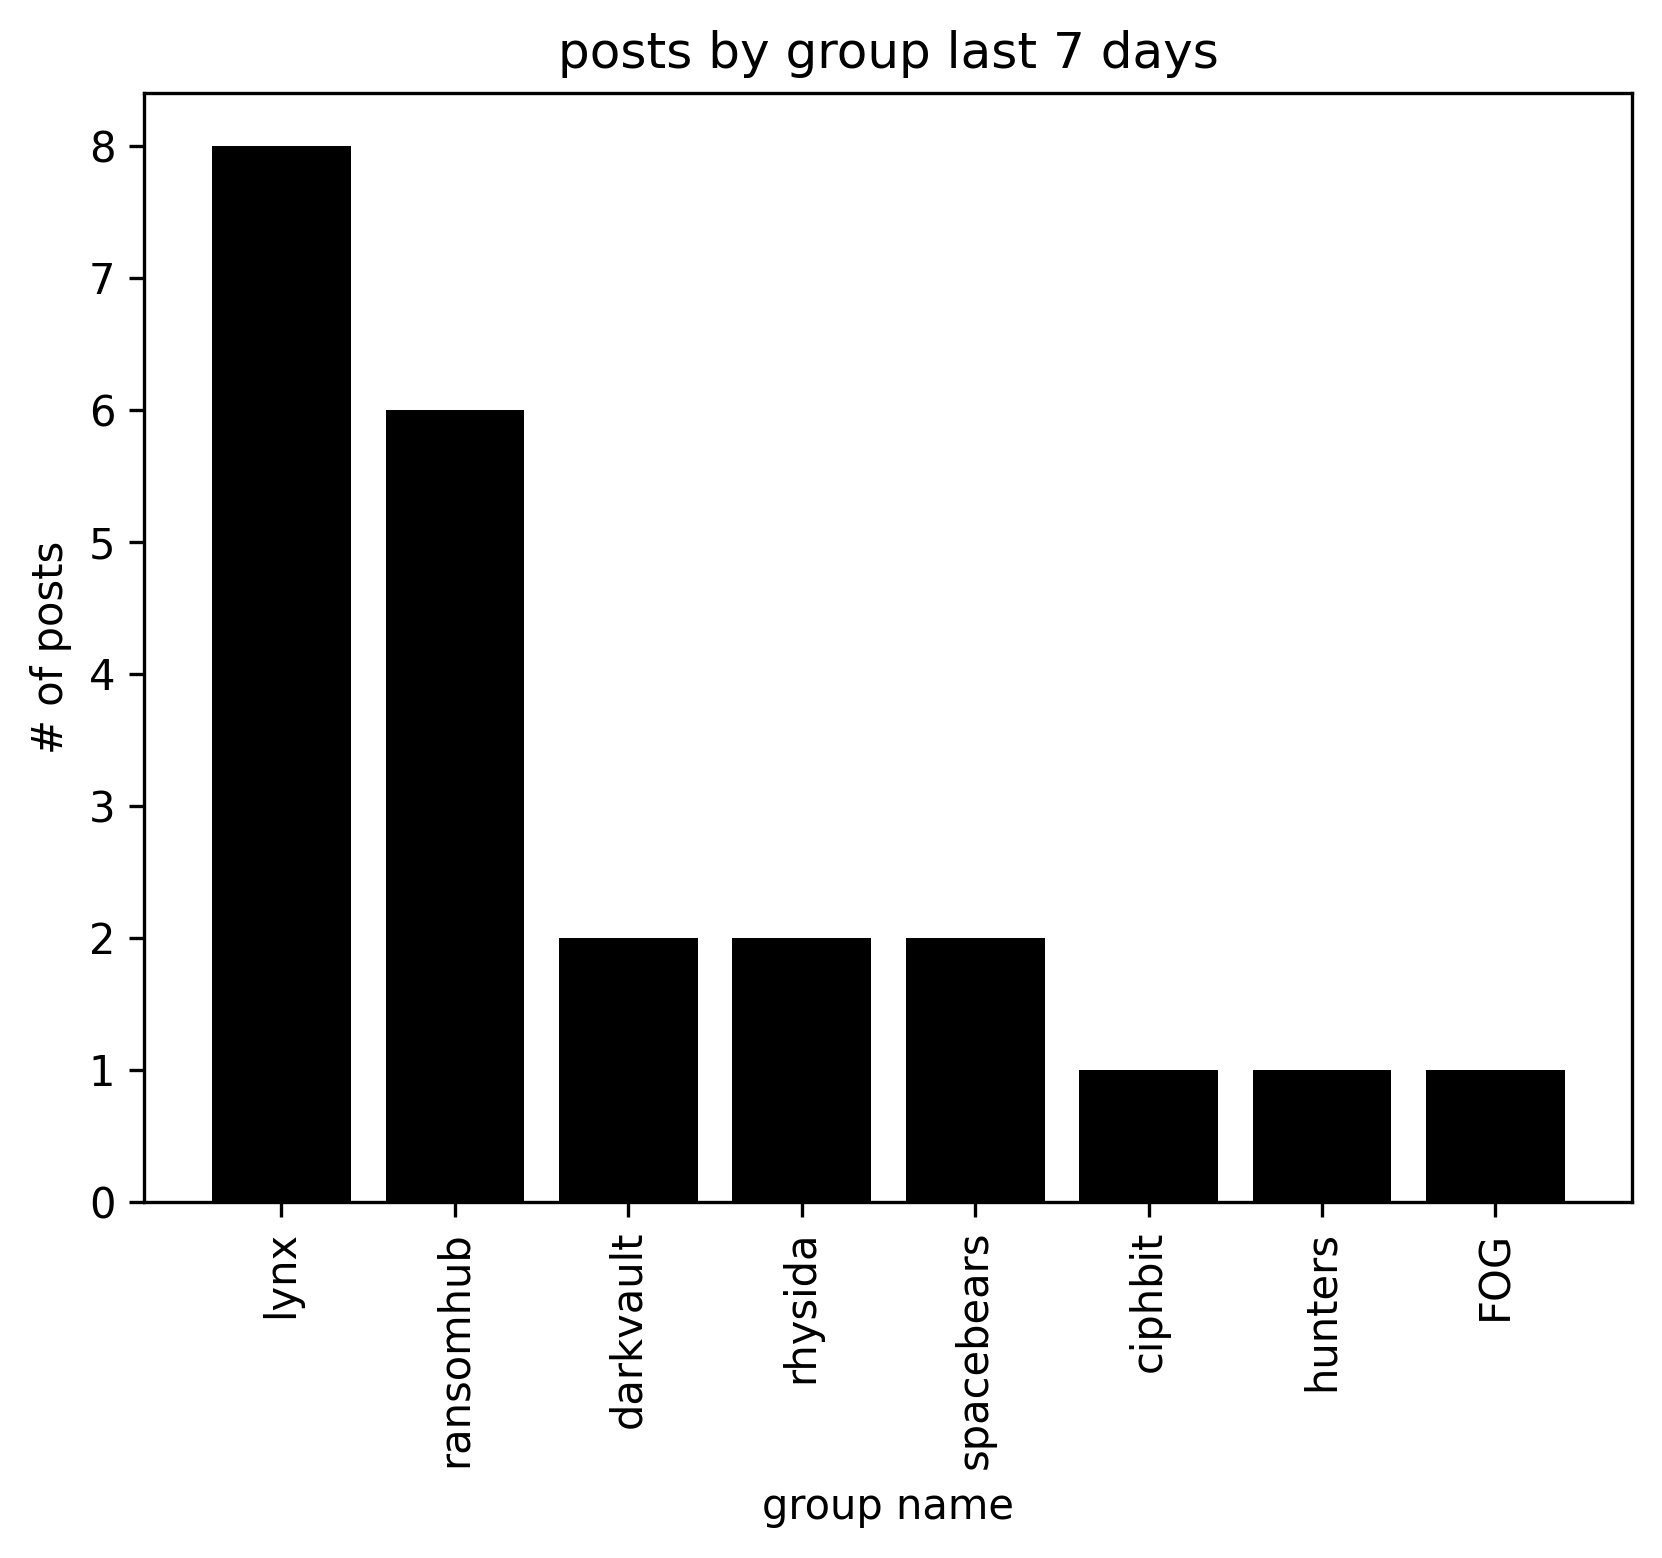 posts by group last 7 days
# of posts
8
7
6
5
4
3
2
1
0
lynx
ransomhub
darkvault
rhysida
spacebears
ciphbit
hunters
FOG
group name